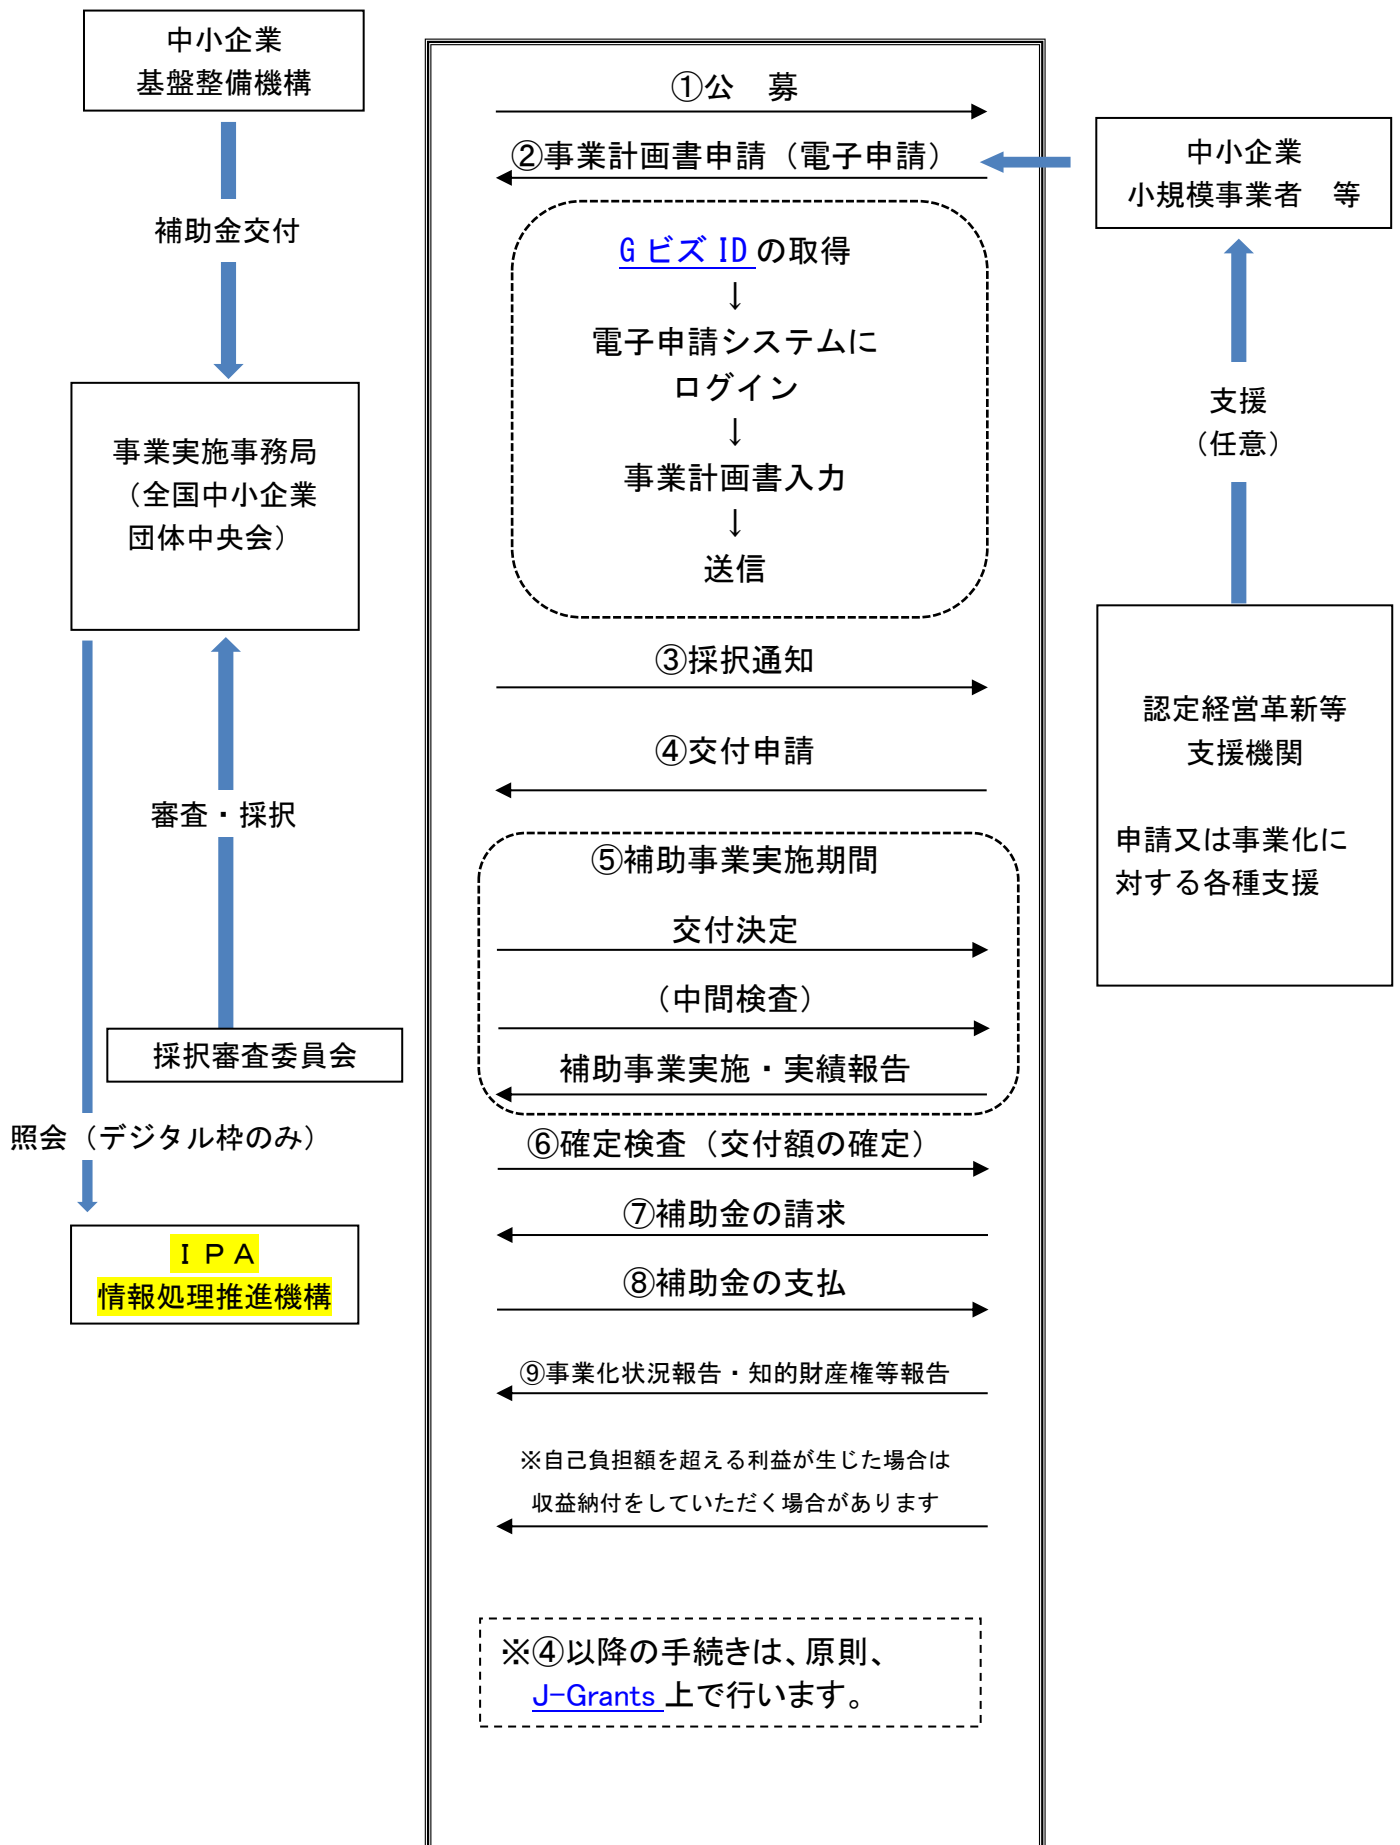 中小企業
基盤整備機構
補助金交付
事業実施事務局
（全国中小企業
団体中央会）
審査・採択
採択審査委員会
照会（デジタル枠のみ）
ＩＰＡ
情報処理推進機構
①公　募
②事業計画書申請（電子申請）
GビズIDの取得
↓
電子申請システムに
ログイン
↓
事業計画書入力
↓
送信
③採択通知
④交付申請
⑤補助事業実施期間
交付決定
（中間検査）
補助事業実施・実績報告
⑥確定検査（交付額の確定）
⑦補助金の請求
⑧補助金の支払
⑨事業化状況報告・知的財産権等報告
※自己負担額を超える利益が生じた場合は
収益納付をしていただく場合があります
※④以降の手続きは、原則、
J-Grants上で行います。
中小企業
小規模事業者　等
支援
（任意）
認定経営革新等
支援機関
申請又は事業化に
対する各種支援